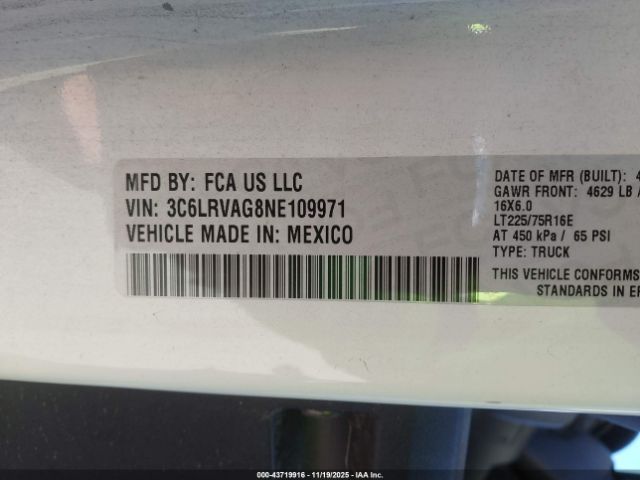 MFD BY: FCA US LLC
VIN: 3C6LRVAG8NE109971
VEHICLE MADE IN: MEXICO
DATE OF MFR (BUILT): 4
GAWR FRONT: 4629 LB
16X6.0
LT225/75R16E
AT 450 kPa / 65 PSI
TYPE: TRUCK
THIS VEHICLE CONFORMS
STANDARDS IN
00-43719916 - 11/19/2025 - IAA Inc.